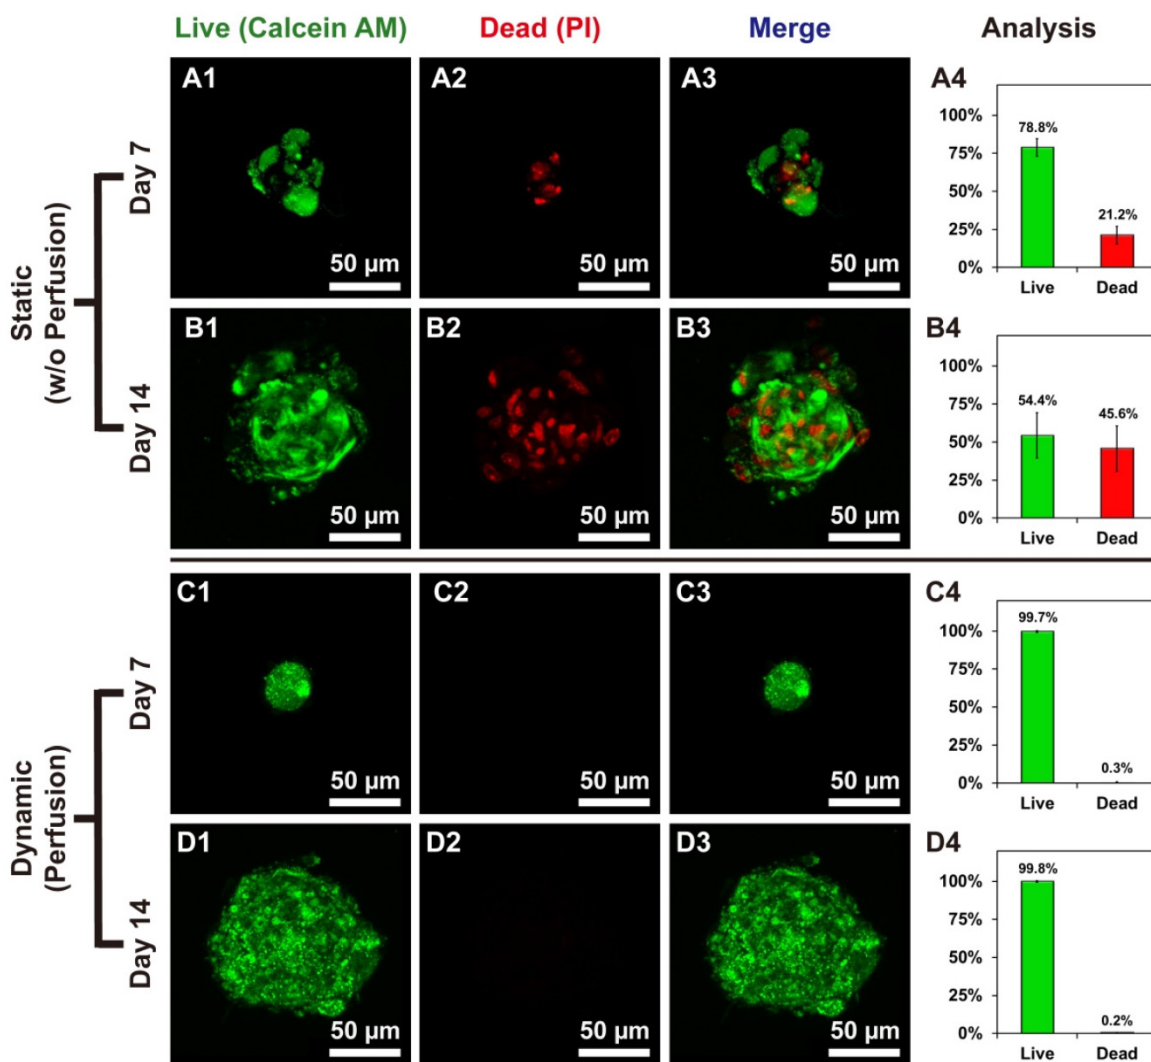 Live (Calcein AM) Dead (PI) Merge Analysis
Static
(w/o Perfusion)
Day 7
A1 A2 A3 A4
50 µm 50 µm 50 µm
100%
75%
50%
25%
0%
78.8%
21.2%
Live Dead
Day 14
B1 B2 B3 B4
50 µm 50 µm 50 µm
100%
75%
50%
25%
0%
54.4%
45.6%
Live Dead
Dynamic
(Perfusion)
Day 7
C1 C2 C3 C4
50 µm 50 µm 50 µm
100%
75%
50%
25%
0%
99.7%
0.3%
Live Dead
Day 14
D1 D2 D3 D4
50 µm 50 µm 50 µm
100%
75%
50%
25%
0%
99.8%
0.2%
Live Dead